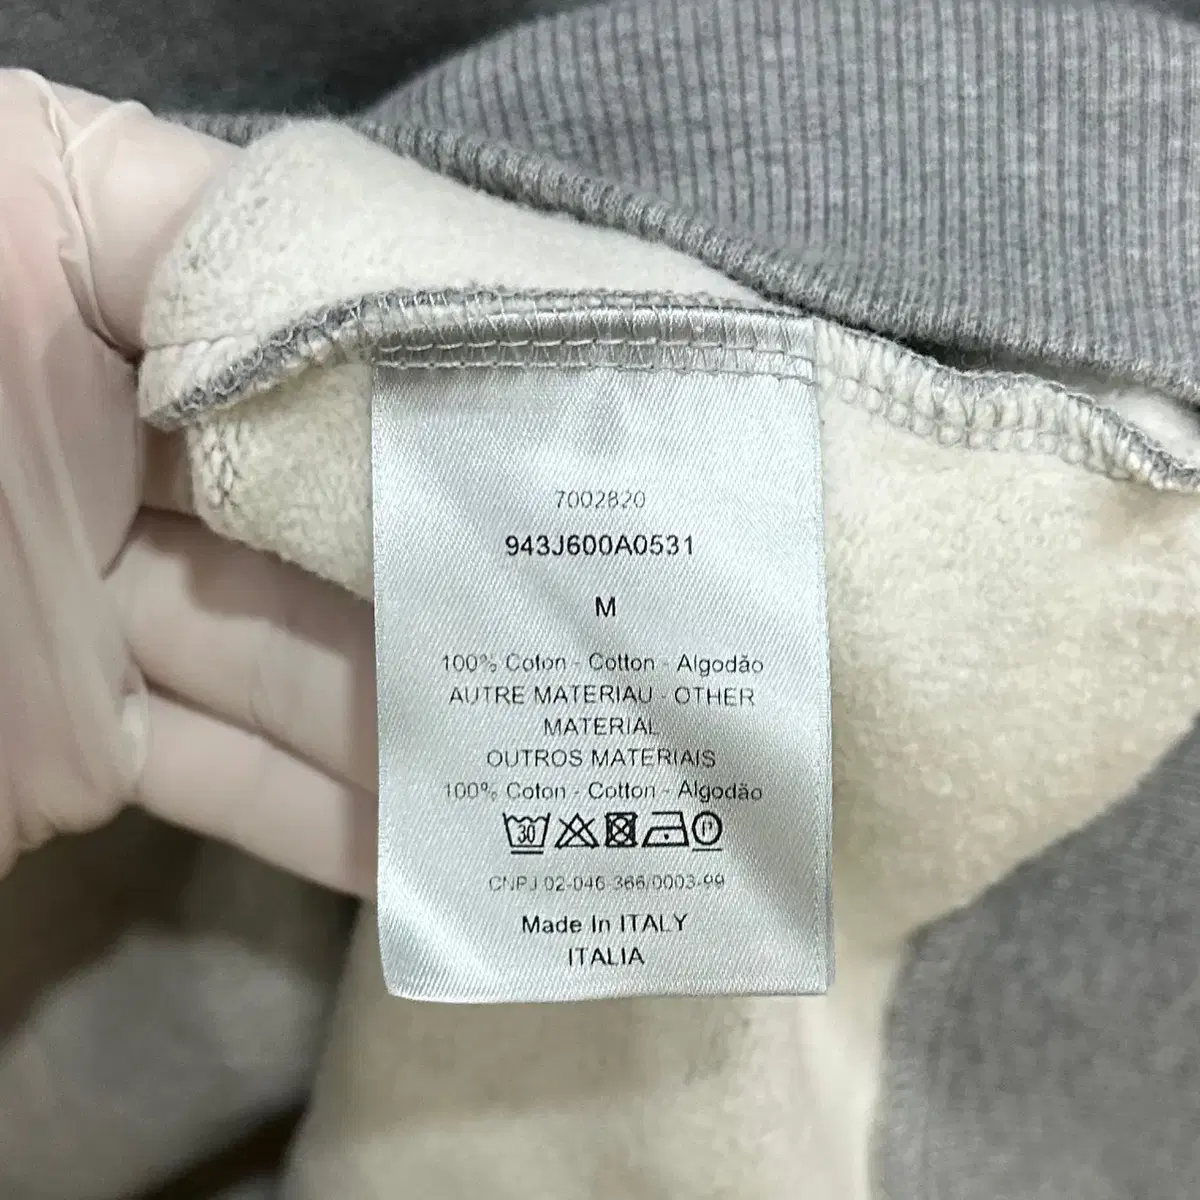 7002820
943J600A0531
M
100% Coton - Cotton - Algodão
AUTRE MATERIAU - OTHER
MATERIAL
OUTROS MATERIAIS
100% Coton - Cotton - Algodão
30 P
CNPJ 02-046-366/0003-99
Made In ITALY
ITALIA